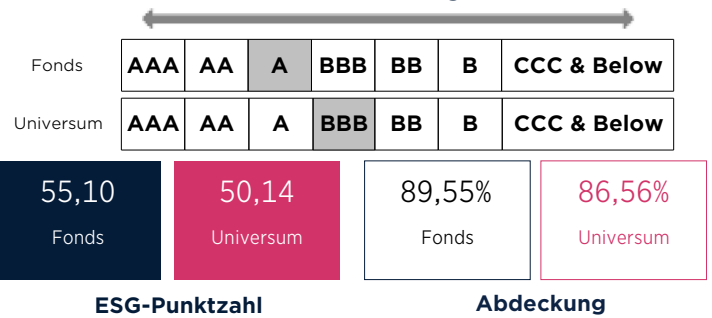 Fonds AAA AA A BBB BB B CCC & Below
Universum AAA AA A BBB BB B CCC & Below
55,10 50,14 89,55% 86,56%
Fonds Universum Fonds Universum
ESG-Punktzahl Abdeckung